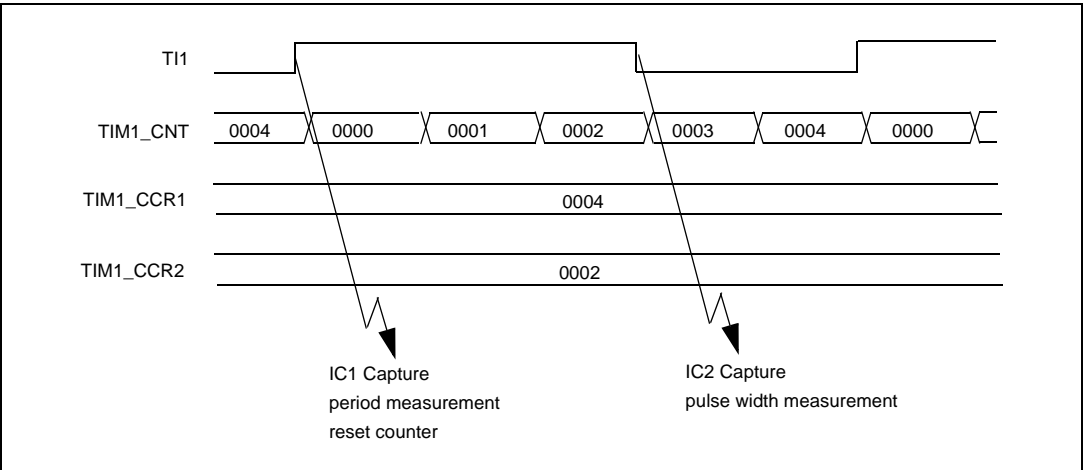 TI1
TIM1_CNT 0004 0000 0001 0002 0003 0004 0000
TIM1_CCR1 0004
TIM1_CCR2 0002
IC1 Capture
period measurement
reset counter
IC2 Capture
pulse width measurement